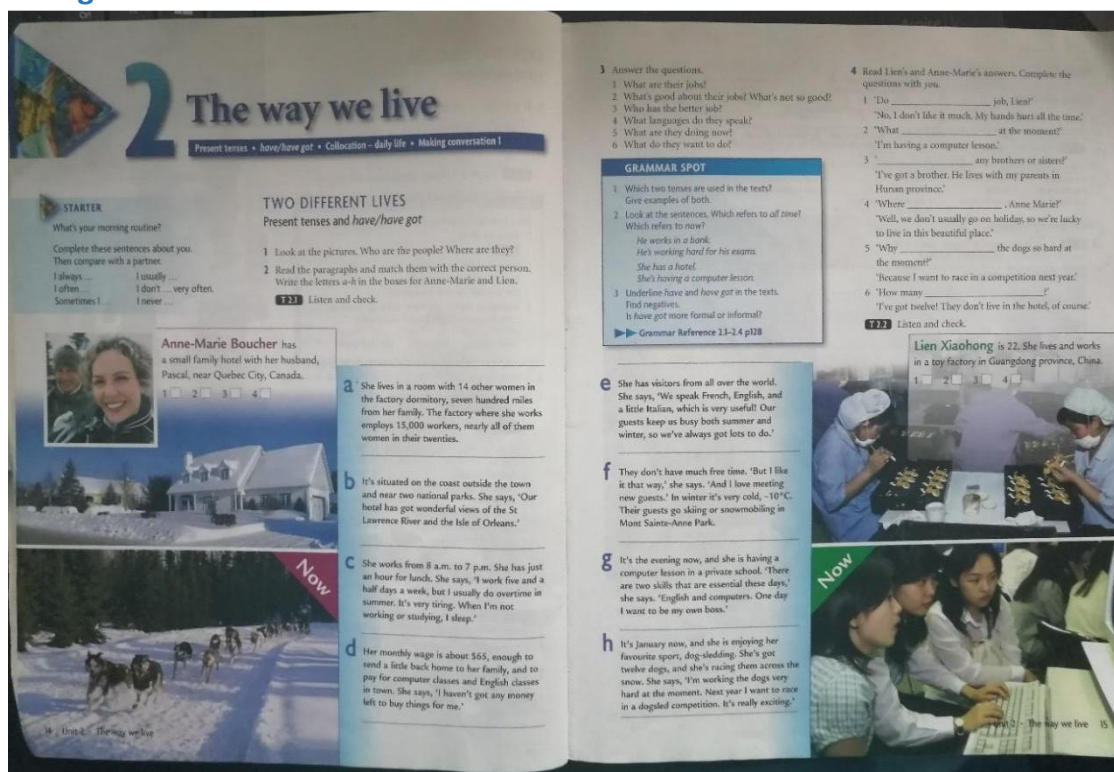 2
The way we live
Present tenses • have/have got • Collocation – daily life • Making conversation 1
STARTER
What's your morning routine?
Complete these sentences about you.
Then compare with a partner.
I always … I usually …
I often … I don't … very often.
Sometimes I … I never …
TWO DIFFERENT LIVES
Present tenses and have/have got
1 Look at the pictures. Who are the people? Where are they?
2 Read the paragraphs and match them with the correct person.
Write the letters a–h in the boxes for Anne-Marie and Lien.
T 2.1 Listen and check.
Anne-Marie Boucher has
a small family hotel with her husband,
Pascal, near Quebec City, Canada.
1 2 3 4
Now
a She lives in a room with 14 other women in
the factory dormitory, seven hundred miles
from her family. The factory where she works
employs 15,000 workers, nearly all of them
women in their twenties.
b It's situated on the coast outside the town
and near two national parks. She says, 'Our
hotel has got wonderful views of the St
Lawrence River and the Isle of Orleans.'
c She works from 8 a.m. to 7 p.m. She has just
an hour for lunch. She says, 'I work five and a
half days a week, but I usually do overtime in
summer. It's very tiring. When I'm not
working or studying, I sleep.'
d Her monthly wage is about $65, enough to
send a little back home to her family, and to
pay for computer classes and English classes
in town. She says, 'I haven't got any money
left to buy things for me.'
14 Unit 2 · The way we live
3 Answer the questions.
1 What are their jobs?
2 What's good about their jobs? What's not so good?
3 Who has the better job?
4 What languages do they speak?
5 What are they doing now?
6 What do they want to do?
GRAMMAR SPOT
1 Which two tenses are used in the texts?
Give examples of both.
2 Look at the sentences. Which refers to all time?
Which refers to now?
He works in a bank.
He's working hard for his exams.
She has a hotel.
She's having a computer lesson.
3 Underline have and have got in the texts.
Find negatives.
Is have got more formal or informal?
Grammar Reference 2.1–2.4 p128
4 Read Lien's and Anne-Marie's answers. Complete the
questions with you.
1 'Do ____________ job, Lien?'
'No, I don't like it much. My hands hurt all the time.'
2 'What ____________ at the moment?'
'I'm having a computer lesson.'
3 '____________ any brothers or sisters?'
'I've got a brother. He lives with my parents in
Hunan province.'
4 'Where ____________, Anne Marie?'
'Well, we don't usually go on holiday, so we're lucky
to live in this beautiful place.'
5 'Why ____________ the dogs so hard at
the moment?'
'Because I want to race in a competition next year.'
6 'How many ____________?'
'I've got twelve! They don't live in the hotel, of course.'
T 2.2 Listen and check.
Lien Xiaohong is 22. She lives and works
in a toy factory in Guangdong province, China.
1 2 3 4
e She has visitors from all over the world.
She says, 'We speak French, English, and
a little Italian, which is very useful! Our
guests keep us busy both summer and
winter, so we've always got lots to do.'
f They don't have much free time. 'But I like
it that way,' she says. 'And I love meeting
new guests.' In winter it's very cold, -10°C.
Their guests go skiing or snowmobiling in
Mont Sainte-Anne Park.
g It's the evening now, and she is having a
computer lesson in a private school. 'There
are two skills that are essential these days,'
she says. 'English and computers. One day
I want to be my own boss.'
h It's January now, and she is enjoying her
favourite sport, dog-sledding. She's got
twelve dogs, and she's racing them across the
snow. She says, 'I'm working the dogs very
hard at the moment. Next year I want to race
in a dogsled competition. It's really exciting.'
Now
Unit 2 · The way we live 15